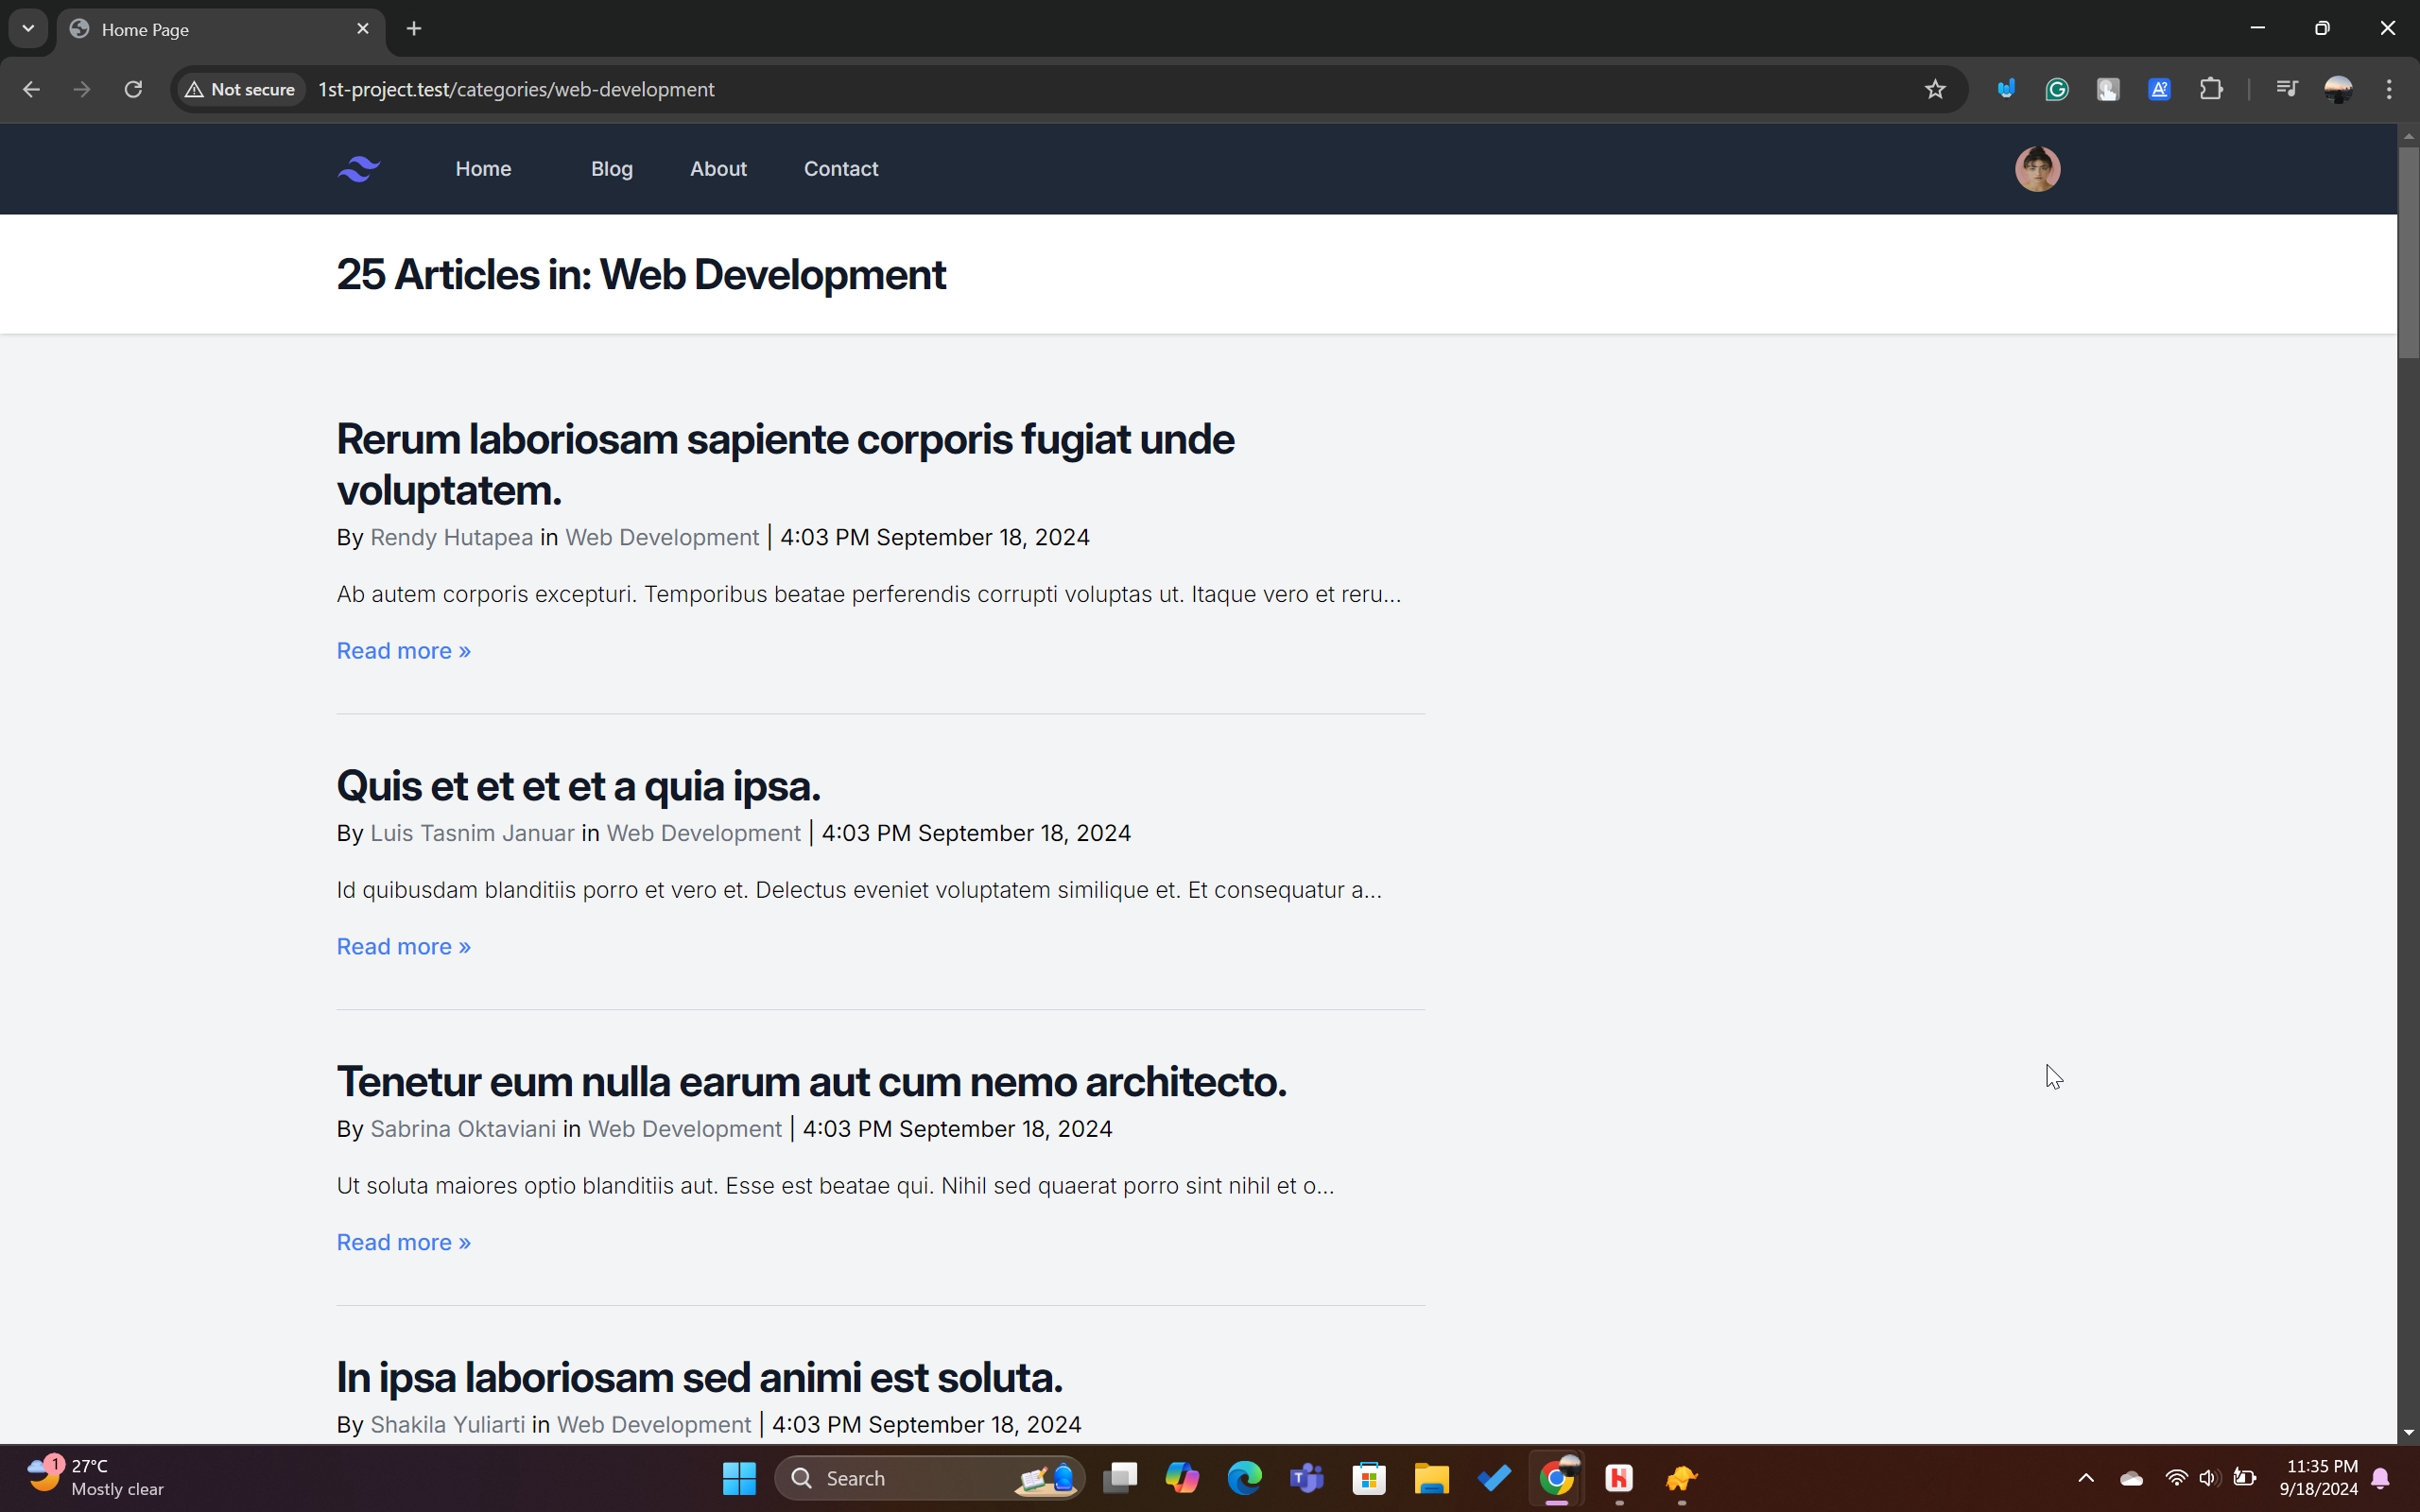 Home Page
Not secure 1st-project.test/categories/web-development
Home Blog About Contact
25 Articles in: Web Development
Rerum laboriosam sapiente corporis fugiat unde
voluptatem.
By Rendy Hutapea in Web Development | 4:03 PM September 18, 2024
Ab autem corporis excepturi. Temporibus beatae perferendis corrupti voluptas ut. Itaque vero et reru...
Read more »
Quis et et et et a quia ipsa.
By Luis Tasnim Januar in Web Development | 4:03 PM September 18, 2024
Id quibusdam blanditiis porro et vero et. Delectus eveniet voluptatem similique et. Et consequatur a...
Read more »
Tenetur eum nulla earum aut cum nemo architecto.
By Sabrina Oktaviani in Web Development | 4:03 PM September 18, 2024
Ut soluta maiores optio blanditiis aut. Esse est beatae qui. Nihil sed quaerat porro sint nihil et o...
Read more »
In ipsa laboriosam sed animi est soluta.
By Shakila Yuliarti in Web Development | 4:03 PM September 18, 2024
1
27°C
Mostly clear
Search
11:35 PM
9/18/2024